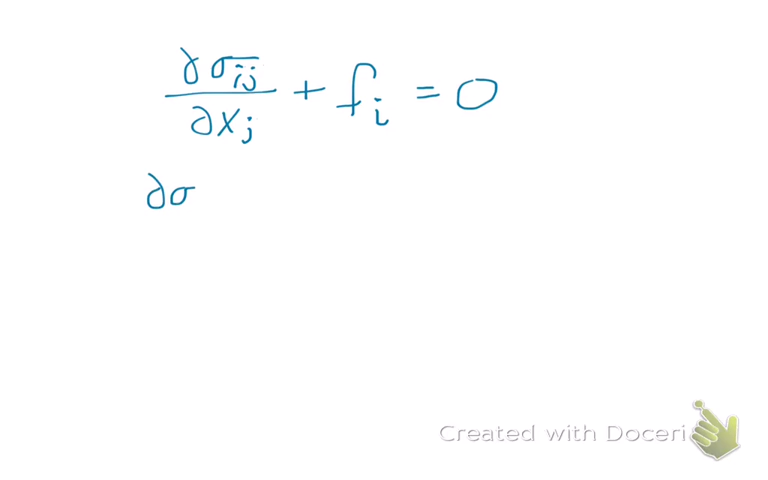 ∂σij/∂xj + fi = 0
∂σ
Created with Doceri